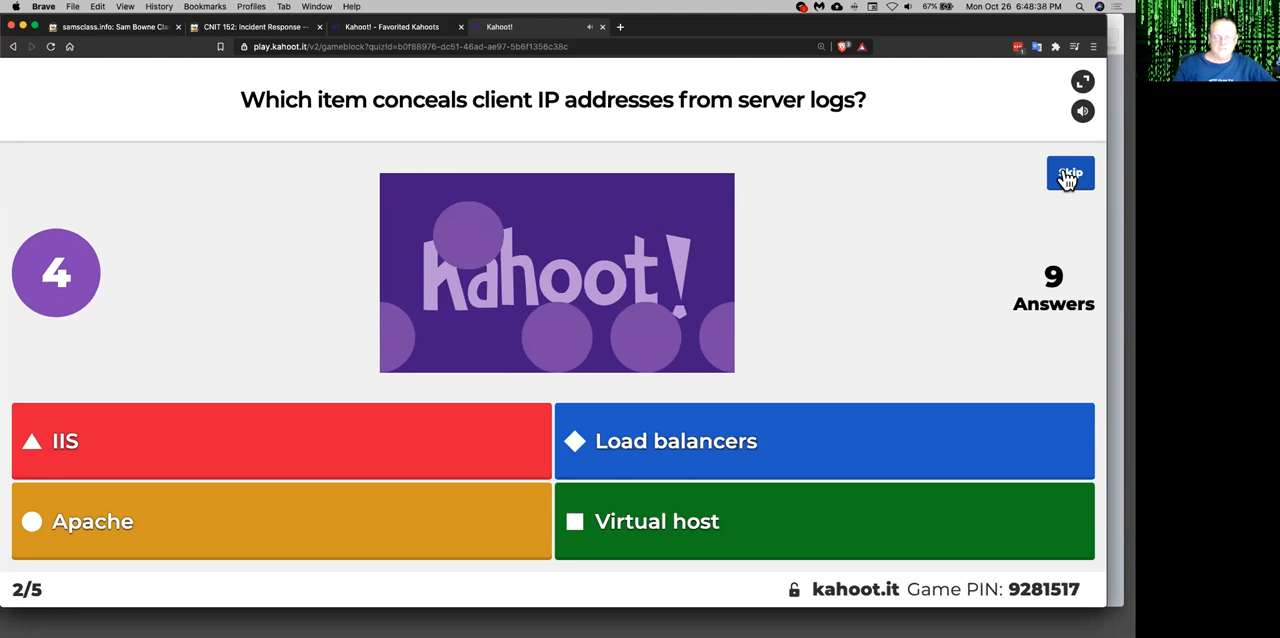 Brave File Edit View History Bookmarks Profiles Tab Window Help 67% Mon Oct 26 6:48:38 PM
samsclass.info: Sam Bowne Cla CNIT 152: Incident Response -- Kahoot! - Favorited Kahoots Kahoot!
play.kahoot.it/v2/gameblock?quizId=b0f88976-dc51-46ad-ae97-5b6f1356c38c
Which item conceals client IP addresses from server logs?
Skip
4
Kahoot!
9
Answers
IIS
Load balancers
Apache
Virtual host
2/5
kahoot.it Game PIN: 9281517